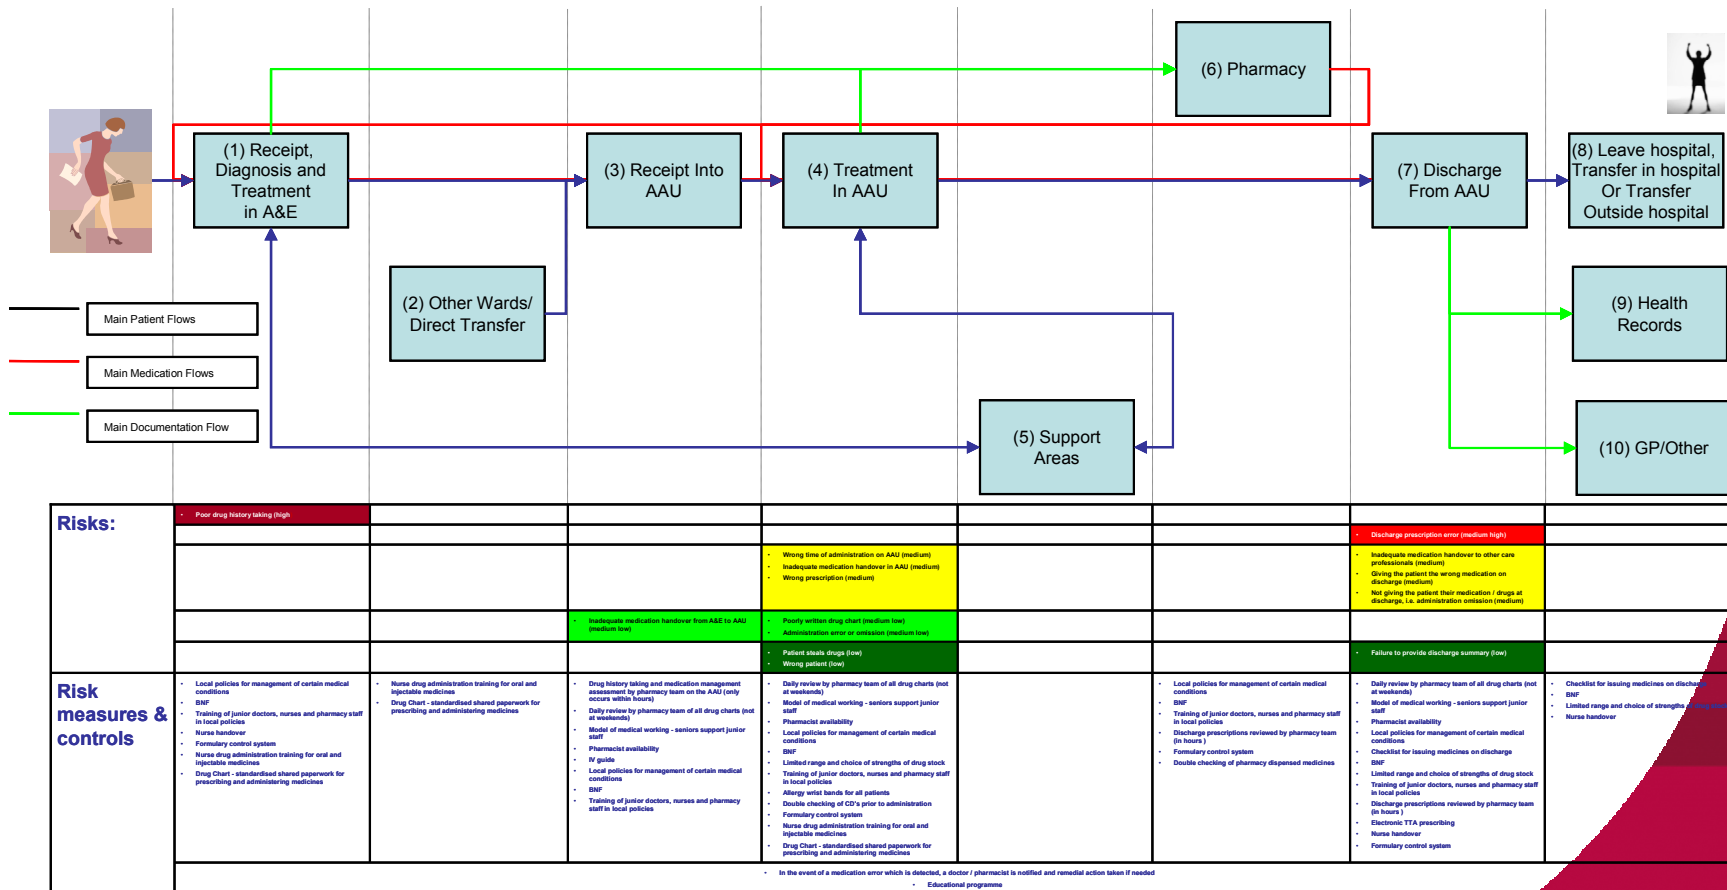 (6) Pharmacy
(1) Receipt,
Diagnosis and
Treatment
in A&E
(3) Receipt Into
AAU
(4) Treatment
In AAU
(7) Discharge
From AAU
(8) Leave hospital,
Transfer in hospital
Or Transfer
Outside hospital
(2) Other Wards/
Direct Transfer
(9) Health
Records
Main Patient Flows
Main Medication Flows
Main Documentation Flow
(5) Support
Areas
(10) GP/Other
Risks:
• Poor drug history taking (high
• Discharge prescription error (medium high)
• Wrong time of administration on AAU (medium)
• Inadequate medication handover in AAU (medium)
• Wrong prescription (medium)
• Inadequate medication handover to other care
professionals (medium)
• Giving the patient the wrong medication on
discharge (medium)
• Not giving the patient their medication / drugs at
discharge, i.e. administration omission (medium)
• Inadequate medication handover from A&E to AAU
(medium low)
• Poorly written drug chart (medium low)
• Administration error or omission (medium low)
• Patient steals drugs (low)
• Wrong patient (low)
• Failure to provide discharge summary (low)
Risk
measures &
controls
• Local policies for management of certain medical
conditions
• BNF
• Training of junior doctors, nurses and pharmacy staff
in local policies
• Nurse handover
• Formulary control system
• Nurse drug administration training for oral and
injectable medicines
• Drug Chart - standardised shared paperwork for
prescribing and administering medicines
• Nurse drug administration training for oral and
injectable medicines
• Drug Chart - standardised shared paperwork for
prescribing and administering medicines
• Drug history taking and medication management
assessment by pharmacy team on the AAU (only
occurs within hours)
• Daily review by pharmacy team of all drug charts (not
at weekends)
• Model of medical working - seniors support junior
staff
• Pharmacist availability
• IV guide
• Local policies for management of certain medical
conditions
• BNF
• Training of junior doctors, nurses and pharmacy
staff in local policies
• Daily review by pharmacy team of all drug charts (not
at weekends)
• Model of medical working - seniors support junior
staff
• Pharmacist availability
• Local policies for management of certain medical
conditions
• BNF
• Limited range and choice of strengths of drug stock
• Training of junior doctors, nurses and pharmacy staff
in local policies
• Allergy wrist bands for all patients
• Double checking of CD's prior to administration
• Formulary control system
• Nurse drug administration training for oral and
injectable medicines
• Drug Chart - standardised shared paperwork for
prescribing and administering medicines
• Local policies for management of certain medical
conditions
• BNF
• Training of junior doctors, nurses and pharmacy staff
in local policies
• Discharge prescriptions reviewed by pharmacy team
(in hours )
• Formulary control system
• Double checking of pharmacy dispensed medicines
• Daily review by pharmacy team of all drug charts (not
at weekends)
• Model of medical working - seniors support junior
staff
• Pharmacist availability
• Local policies for management of certain medical
conditions
• Checklist for issuing medicines on discharge
• BNF
• Limited range and choice of strengths of drug stock
• Training of junior doctors, nurses and pharmacy staff
in local policies
• Discharge prescriptions reviewed by pharmacy team
(in hours )
• Electronic TTA prescribing
• Nurse handover
• Formulary control system
• Checklist for issuing medicines on discharge
• BNF
• Limited range and choice of strengths of
• Nurse handover
• In the event of a medication error which is detected, a doctor / pharmacist is notified and remedial action taken if needed
• Educational programme